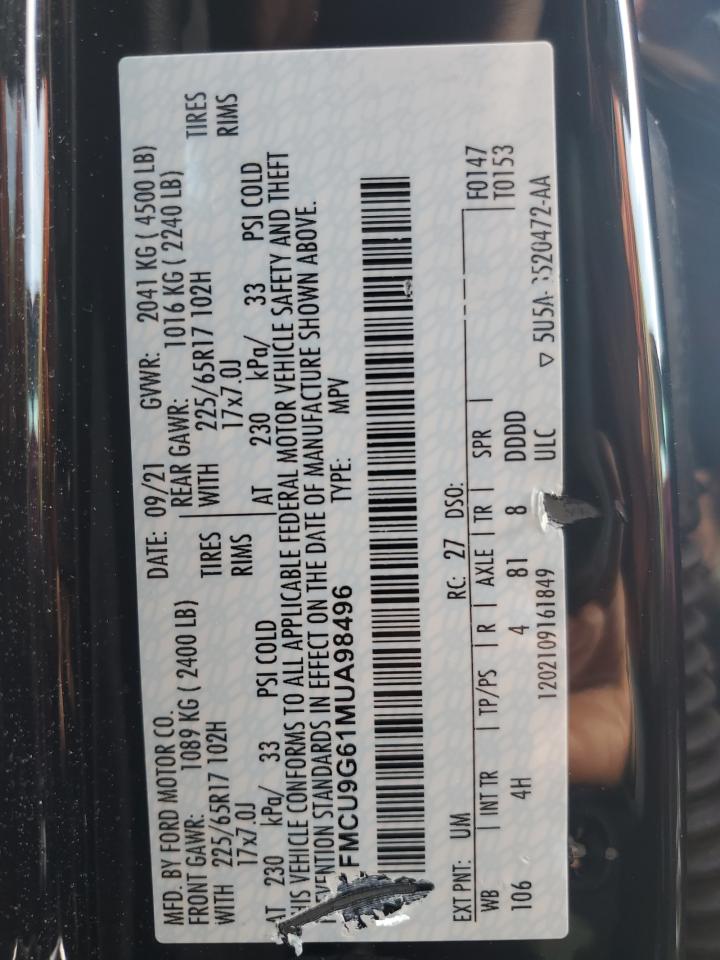 MFD. BY FORD MOTOR CO. DATE: 09/21 GVWR: 2041 KG ( 4500 LB)
FRONT GAWR: 1089 KG ( 2400 LB) REAR GAWR: 1016 KG ( 2240 LB)
WITH 225/65R17 102H TIRES WITH 225/65R17 102H TIRES
17x7.0J RIMS 17x7.0J RIMS
AT 230 kPa/ 33 PSI COLD AT 230 kPa/ 33 PSI COLD
THIS VEHICLE CONFORMS TO ALL APPLICABLE FEDERAL MOTOR VEHICLE SAFETY AND THEFT
STANDARDS IN EFFECT ON THE DATE OF MANUFACTURE SHOWN ABOVE.
FMCU9G61MUA98496 TYPE: MPV
EXT PNT: UM RC: 27 DSO:
WB INT TR TP/PS R AXLE TR SPR F0147
106 4H 4 81 8 DDDD T0153
1202109161849 ULC ▽ 5U5A- 3520472-AA